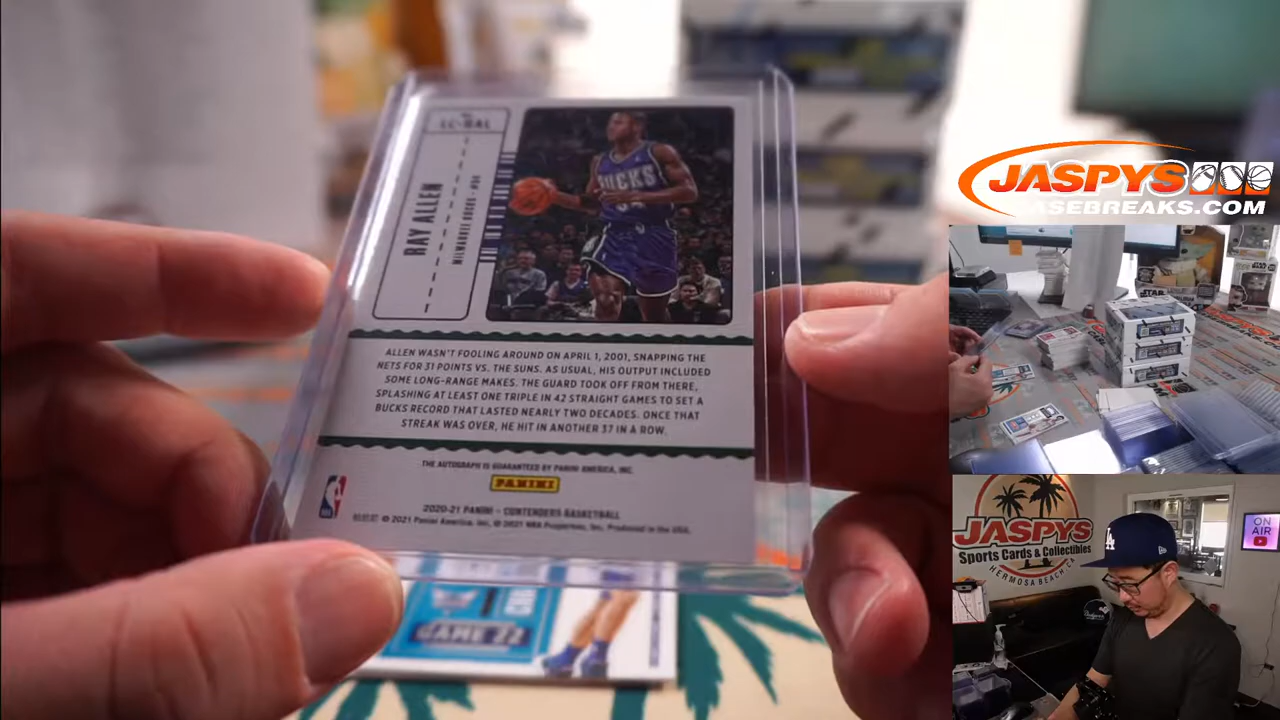 LC-RAL
RAY ALLEN
MILWAUKEE BUCKS • #34
BUCKS
ALLEN WASN'T FOOLING AROUND ON APRIL 1, 2001, SNAPPING THE
NETS FOR 31 POINTS VS. THE SUNS. AS USUAL, HIS OUTPUT INCLUDED
SOME LONG-RANGE MAKES. THE GUARD TOOK OFF FROM THERE,
SPLASHING AT LEAST ONE TRIPLE IN 42 STRAIGHT GAMES TO SET A
BUCKS RECORD THAT LASTED NEARLY TWO DECADES. ONCE THAT
STREAK WAS OVER, HE HIT IN ANOTHER 37 IN A ROW.
THE AUTOGRAPH IS GUARANTEED BY PANINI AMERICA, INC.
PANINI
2020-21 PANINI - CONTENDERS BASKETBALL
© 2021 Panini America, Inc. © 2021 NBA Properties, Inc. Produced in the USA.
GAME 22
JASPYS
CASEBREAKS.COM
STAR
JASPYS
Sports Cards & Collectibles
HERMOSA BEACH CA
LA
ON
AIR